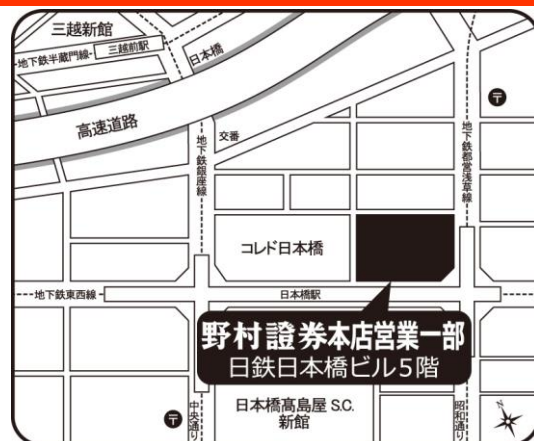 三越新館
地下鉄半蔵門線
三越前駅
日本橋
高速道路
交番
地下鉄銀座線
地下鉄都営浅草線
〒
コレド日本橋
地下鉄東西線
日本橋駅
野村證券本店営業一部
日鉄日本橋ビル5階
日本橋髙島屋 S.C.
新館
中央通り
昭和通り
〒
N